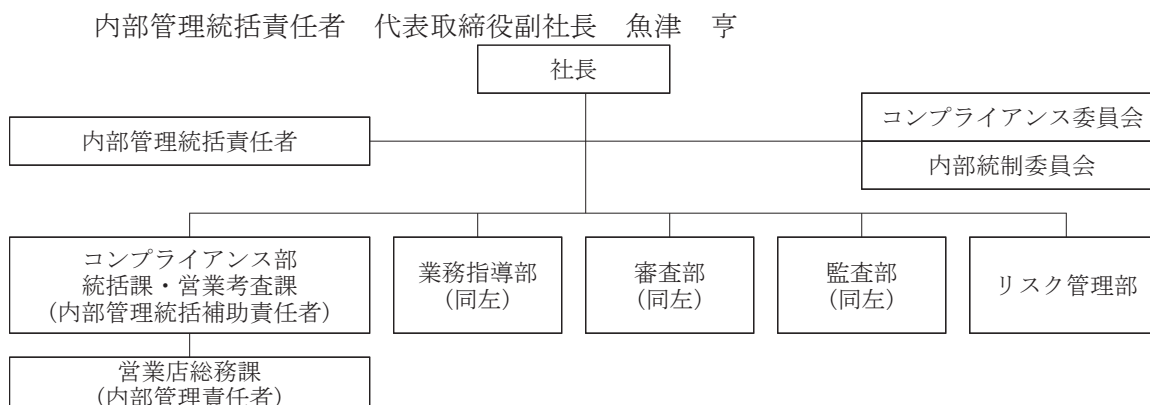 内部管理統括責任者　代表取締役副社長　魚津　亨
社長
コンプライアンス委員会
内部管理統括責任者
内部統制委員会
コンプライアンス部
統括課・営業考査課
（内部管理統括補助責任者）
業務指導部
（同左）
審査部
（同左）
監査部
（同左）
リスク管理部
営業店総務課
（内部管理責任者）